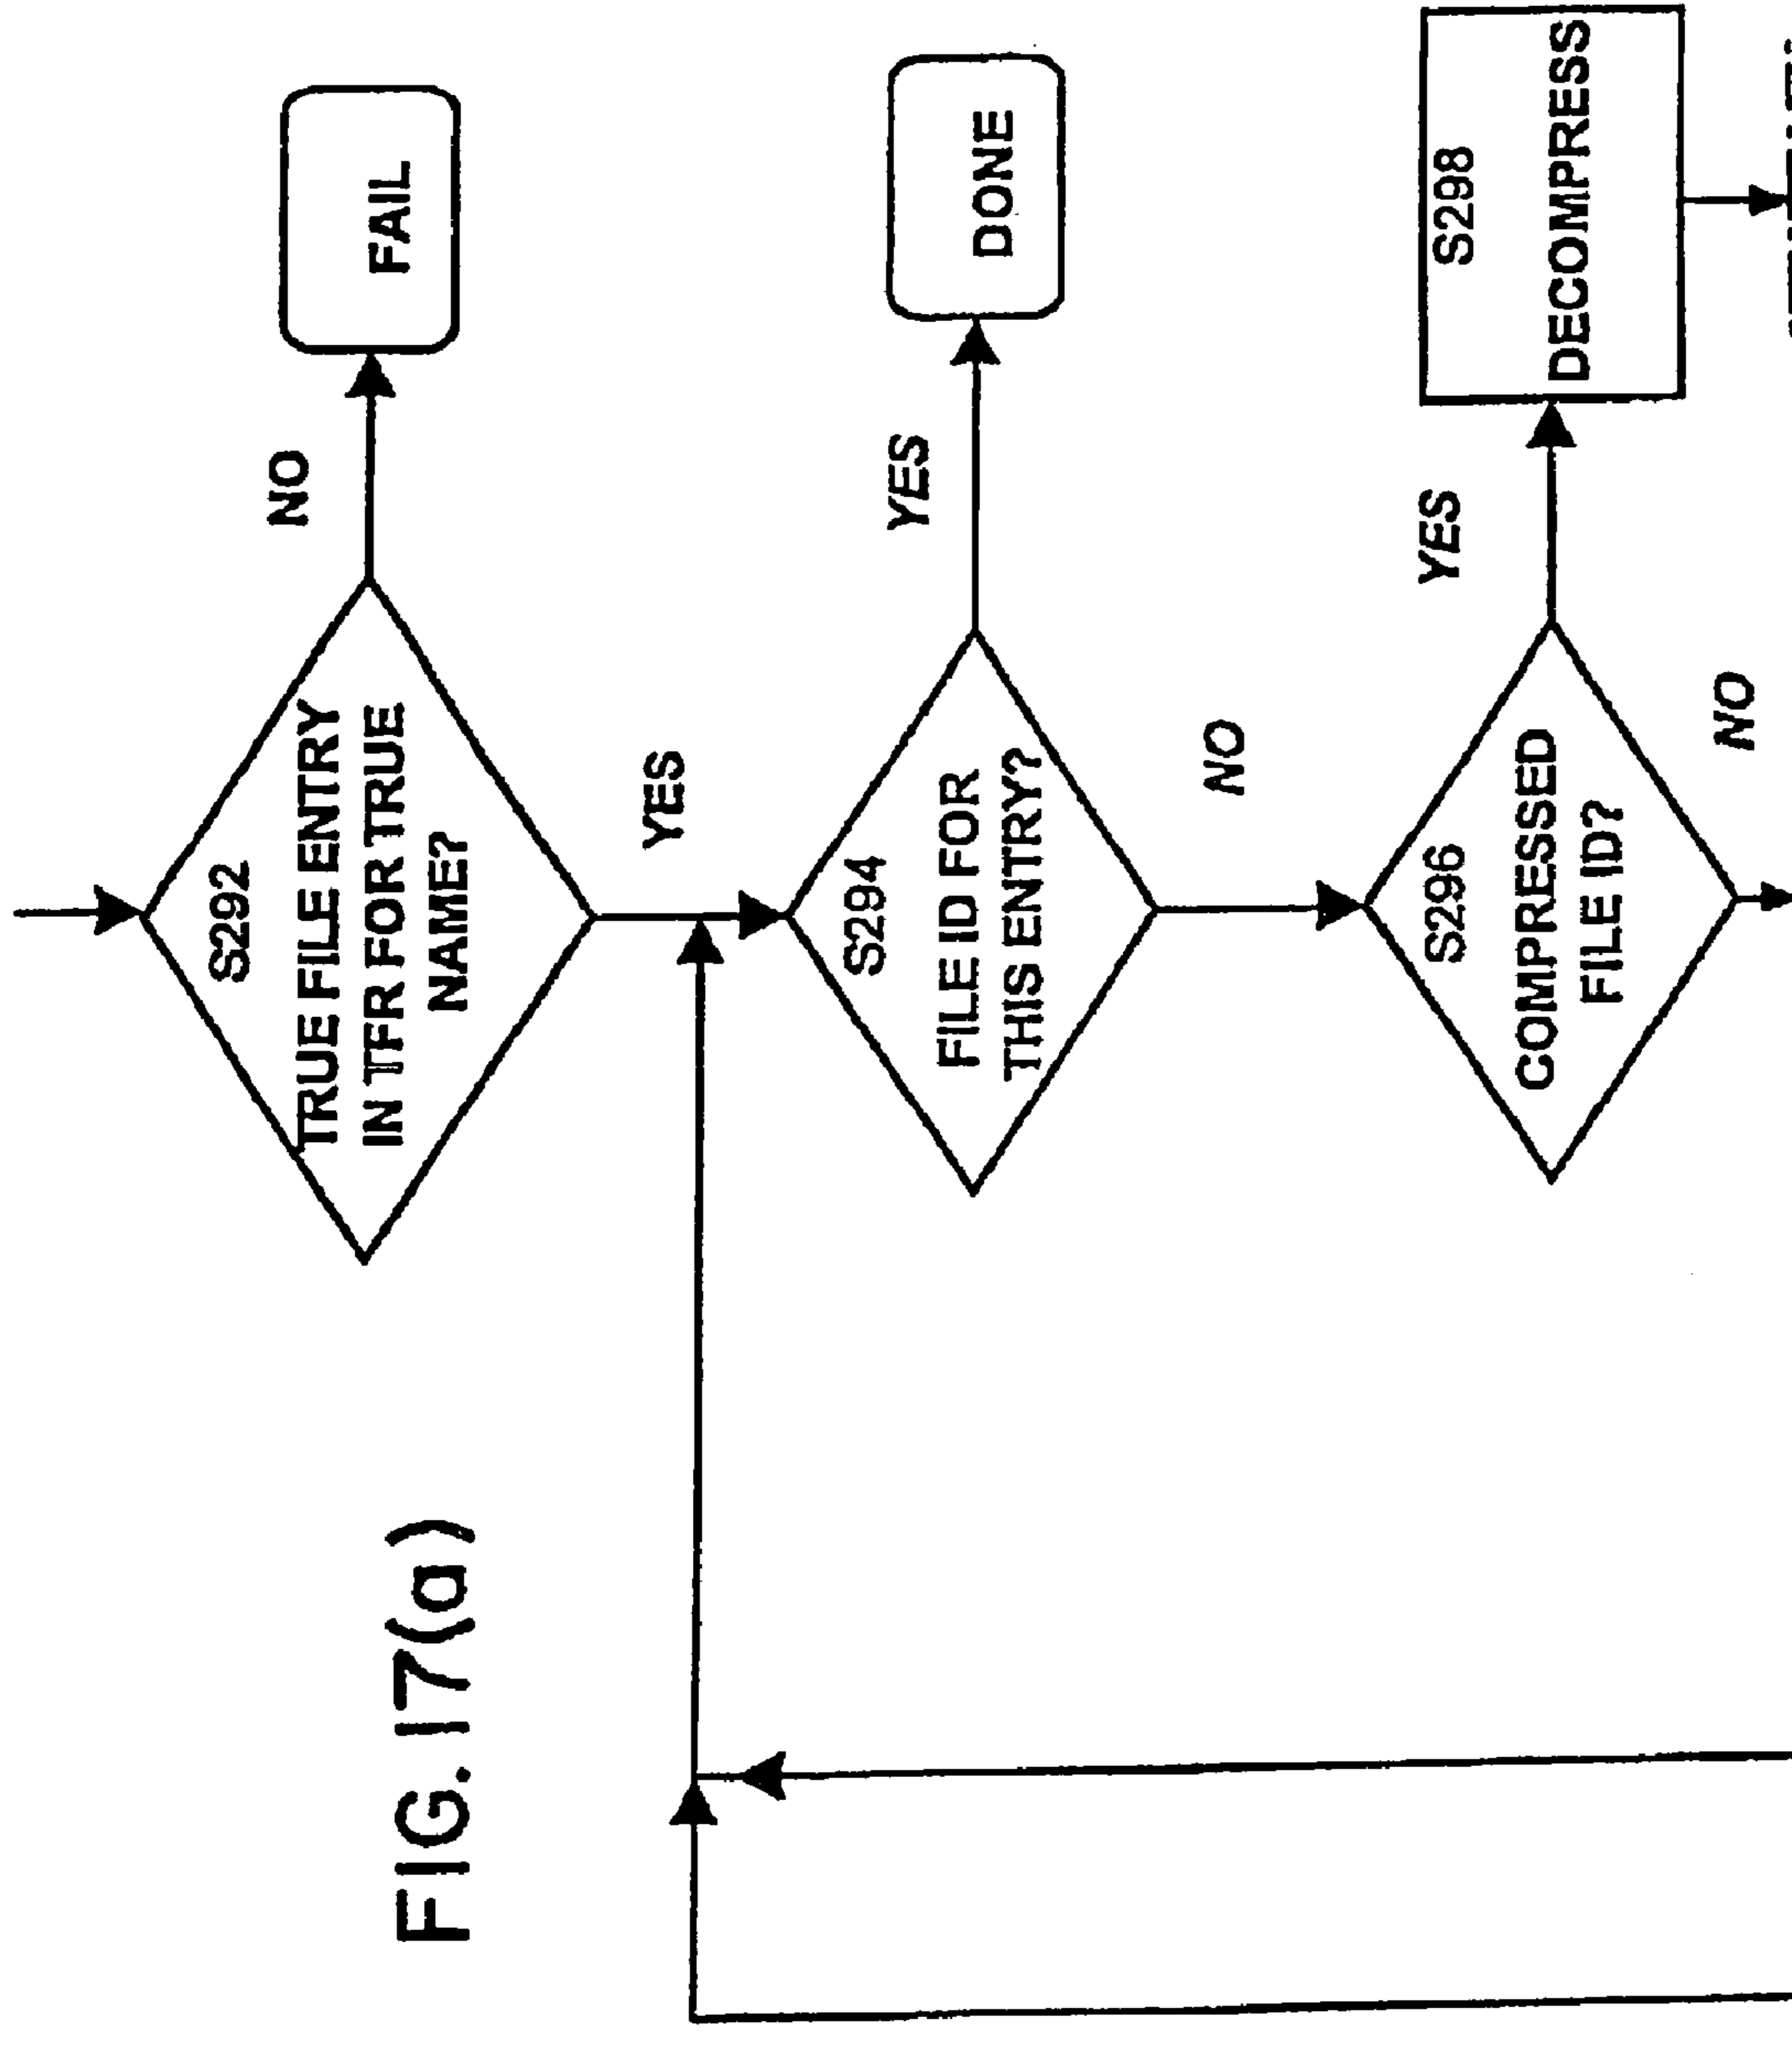 FIG. 17(a)
S292
TRUE FILE ENTRY
IN TFR FOR TRUE
NAME?
NO
FAIL
YES
S294
FILE ID FOR
THIS ENTRY?
YES
DONE
NO
S296
COMPRESSED
FILE ID?
YES
S298
DECOMPRESS
NO